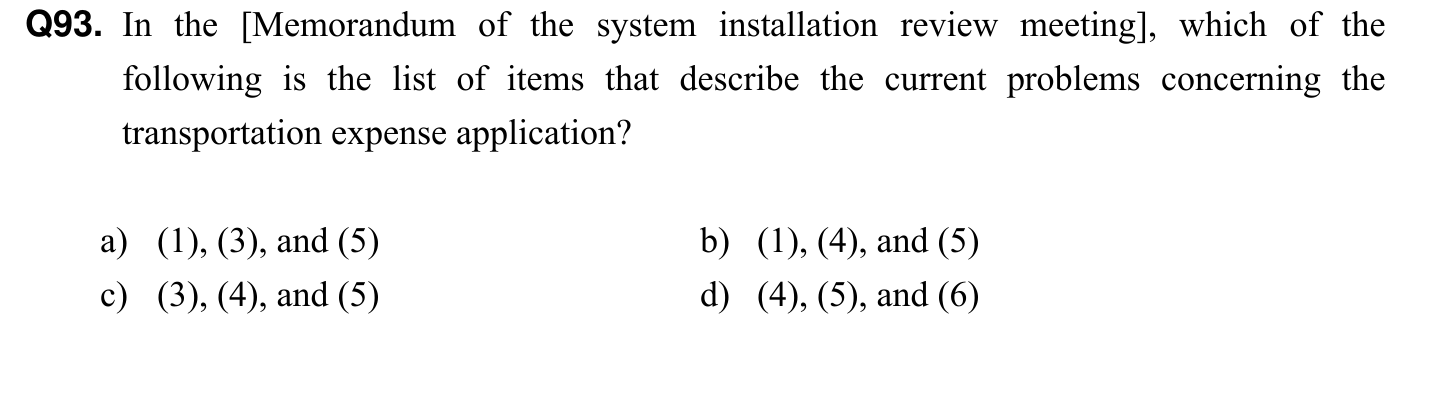 Q93. In the [Memorandum of the system installation review meeting], which of the
following is the list of items that describe the current problems concerning the
transportation expense application?
a) (1), (3), and (5) b) (1), (4), and (5)
c) (3), (4), and (5) d) (4), (5), and (6)